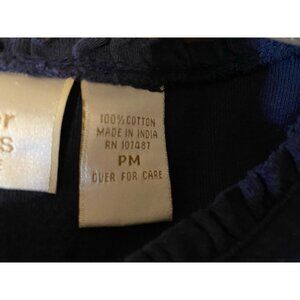 100% COTTON
MADE IN INDIA
RN 107487
PM
OVER FOR CARE